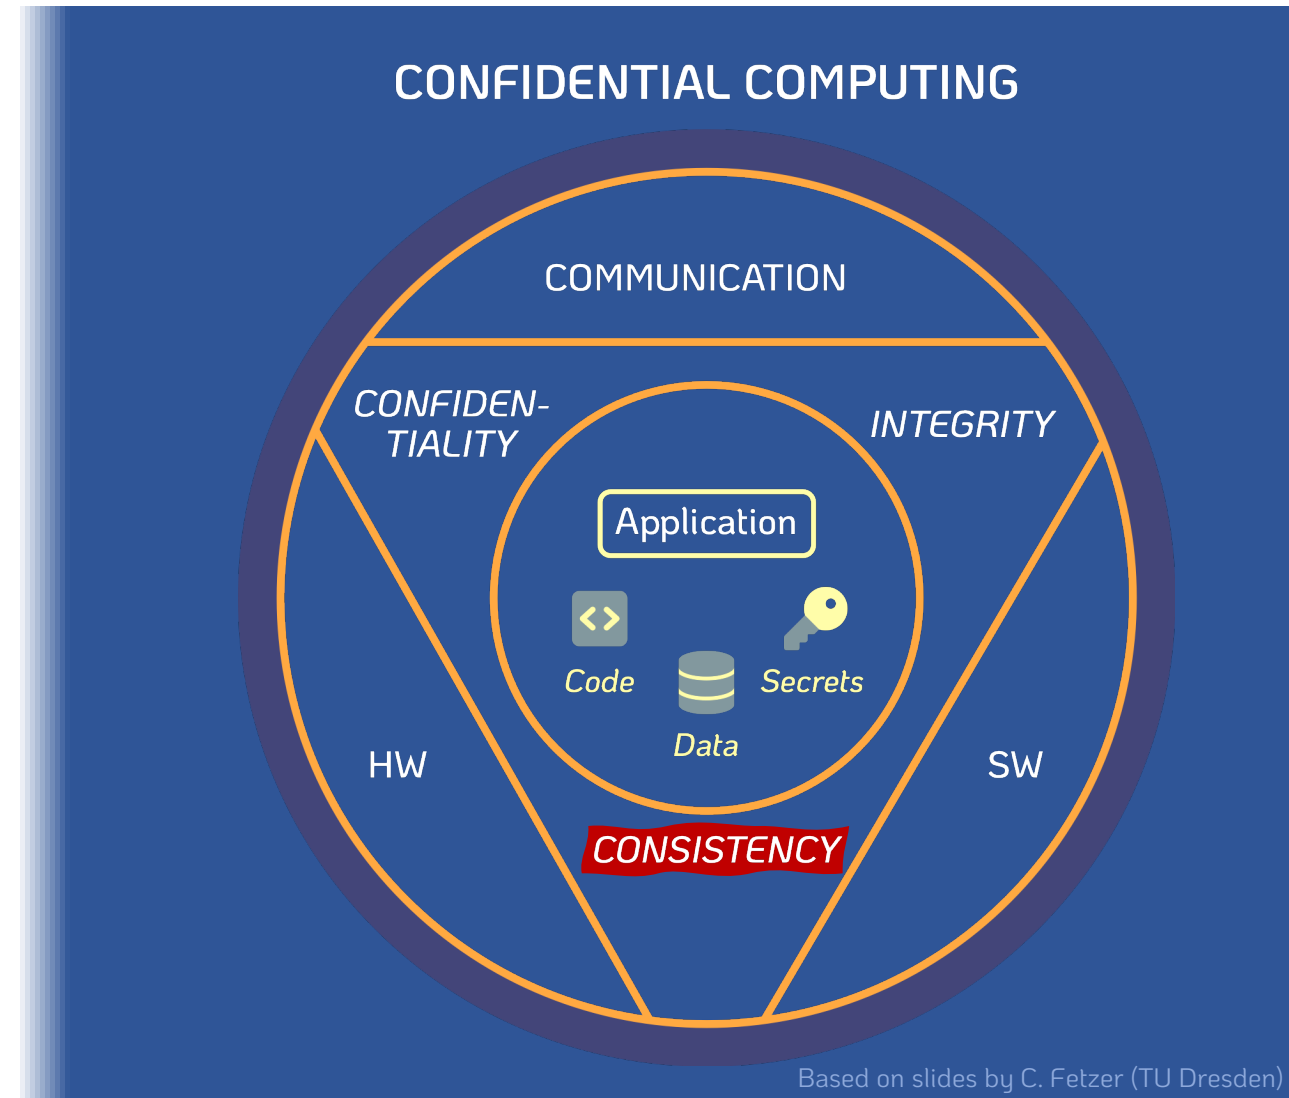 CONFIDENTIAL COMPUTING
COMMUNICATION
CONFIDEN-
TIALITY
INTEGRITY
Application
Code
Secrets
Data
HW
SW
CONSISTENCY
Based on slides by C. Fetzer (TU Dresden)